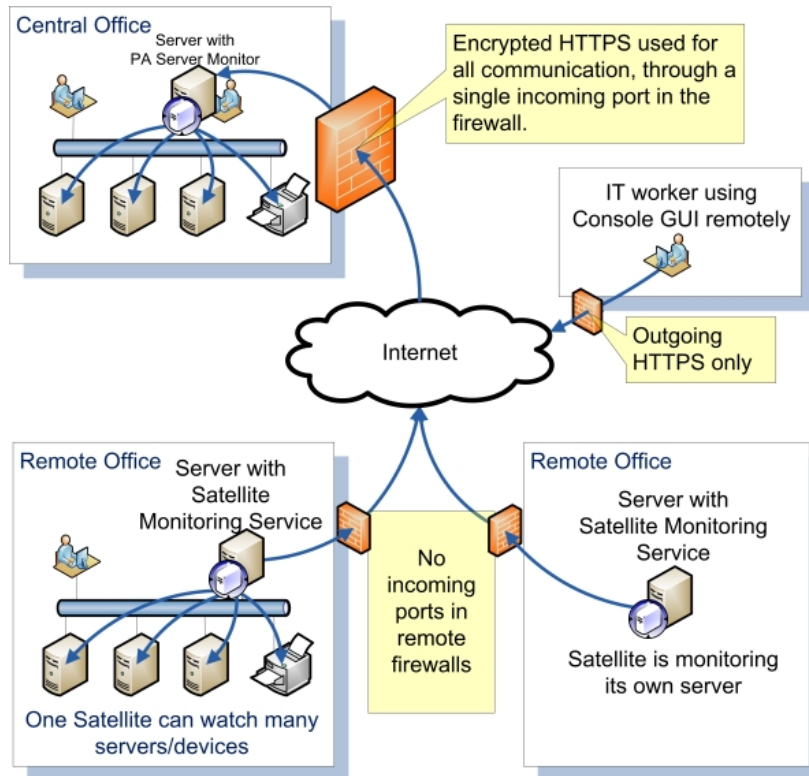 Central Office
Server with
PA Server Monitor
Encrypted HTTPS used for
all communication, through a
single incoming port in the
firewall.
IT worker using
Console GUI remotely
Outgoing
HTTPS only
Internet
Remote Office
Server with
Satellite
Monitoring Service
One Satellite can watch many
servers/devices
No
incoming
ports in
remote
firewalls
Remote Office
Server with
Satellite Monitoring
Service
Satellite is monitoring
its own server